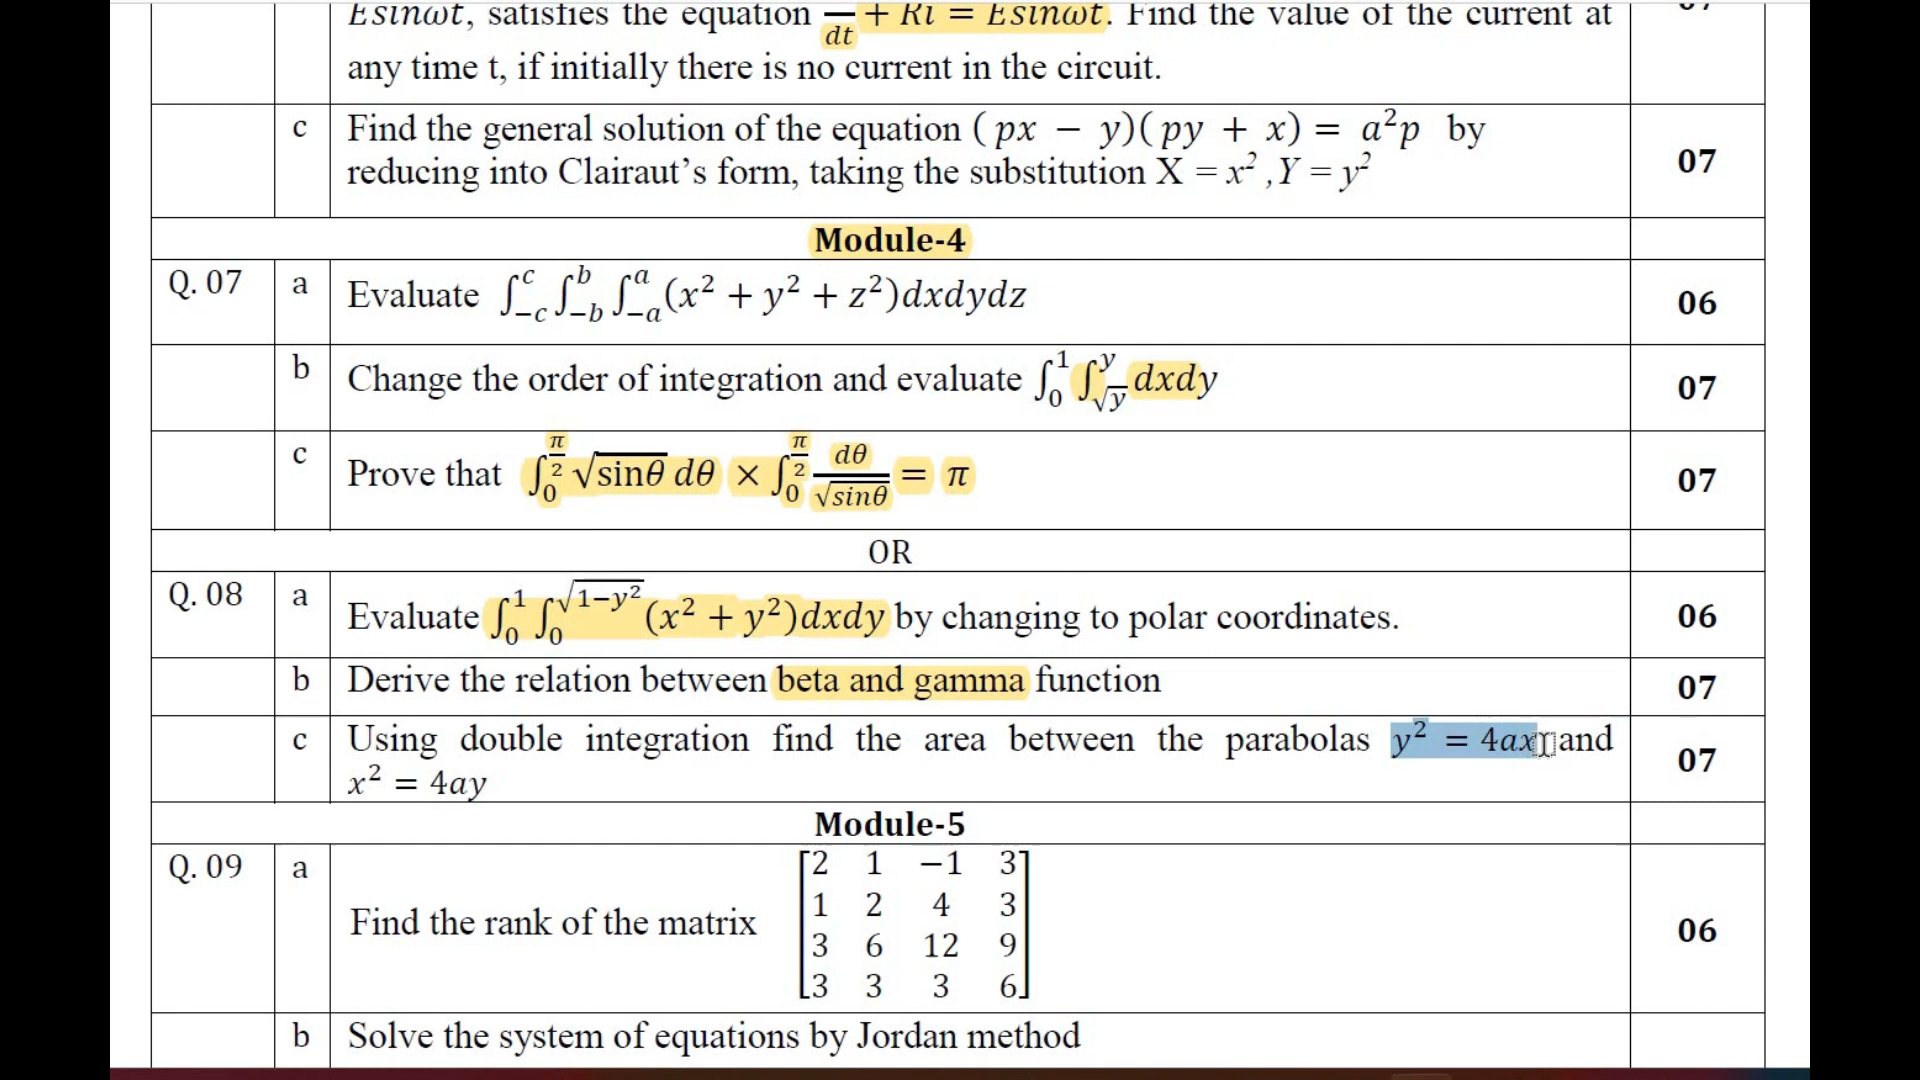 Esinωt, satisfies the equation —/dt + Ri = Esinωt. Find the value of the current at
any time t, if initially there is no current in the circuit.
c Find the general solution of the equation ( px − y)( py + x) = a²p by
reducing into Clairaut’s form, taking the substitution X = x² ,Y = y²
07
Module-4
Q. 07 a Evaluate ∫_{−c}^{c} ∫_{−b}^{b} ∫_{−a}^{a} (x² + y² + z²)dxdydz 06
b Change the order of integration and evaluate ∫_0^1 ∫_{√y}^{y} dxdy 07
c Prove that ∫_0^{π/2} √sinθ dθ × ∫_0^{π/2} dθ/√sinθ = π 07
OR
Q. 08 a Evaluate ∫_0^1 ∫_0^{√1−y²} (x² + y²)dxdy by changing to polar coordinates. 06
b Derive the relation between beta and gamma function 07
c Using double integration find the area between the parabolas y² = 4ax and
x² = 4ay
07
Module-5
Q. 09 a Find the rank of the matrix
2 1 −1 3
1 2 4 3
3 6 12 9
3 3 3 6
06
b Solve the system of equations by Jordan method